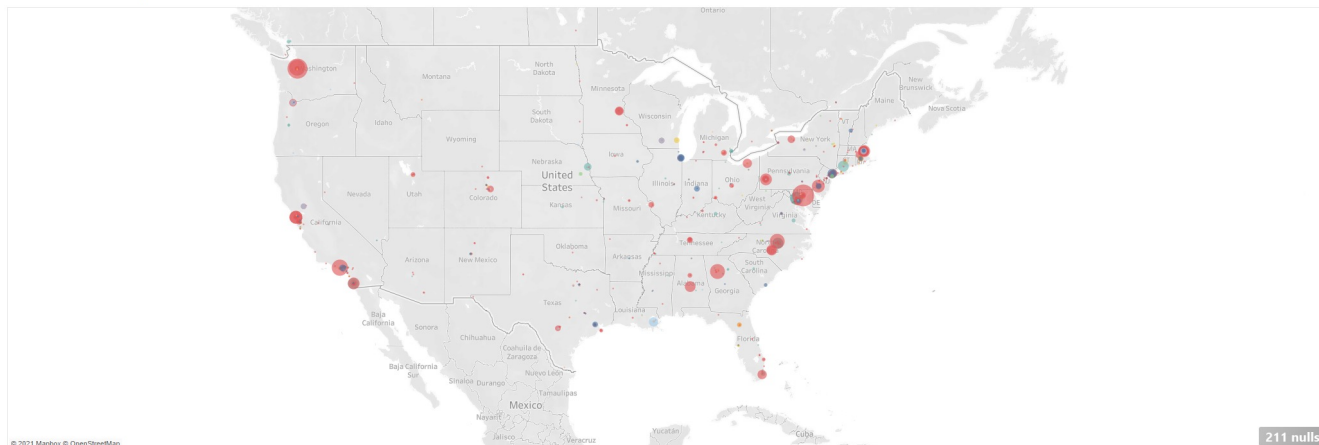 Ontario
Washington
Montana
North
Dakota
Minnesota
New
Brunswick
Maine
Nova Scotia
Oregon
Idaho
South
Dakota
Wisconsin
Michigan
VT
New York
Wyoming
Iowa
Nebraska
Pennsylvania
United
States
Illinois
Indiana
Ohio
Nevada
Utah
Colorado
Kansas
Missouri
West
Virginia
DE
Kentucky
Virginia
California
Tennessee
North
Carolina
Oklahoma
Arkansas
Arizona
New Mexico
Mississippi
Alabama
South
Carolina
Georgia
Texas
Louisiana
Baja
California
Sonora
Chihuahua
Florida
Coahuila de
Zaragoza
Baja California
Sur
Nuevo León
Sinaloa
Durango
Tamaulipas
Mexico
Nayarit
Jalisco
Veracruz
Yucatán
Cuba
© 2021 Mapbox © OpenStreetMap
211 nulls